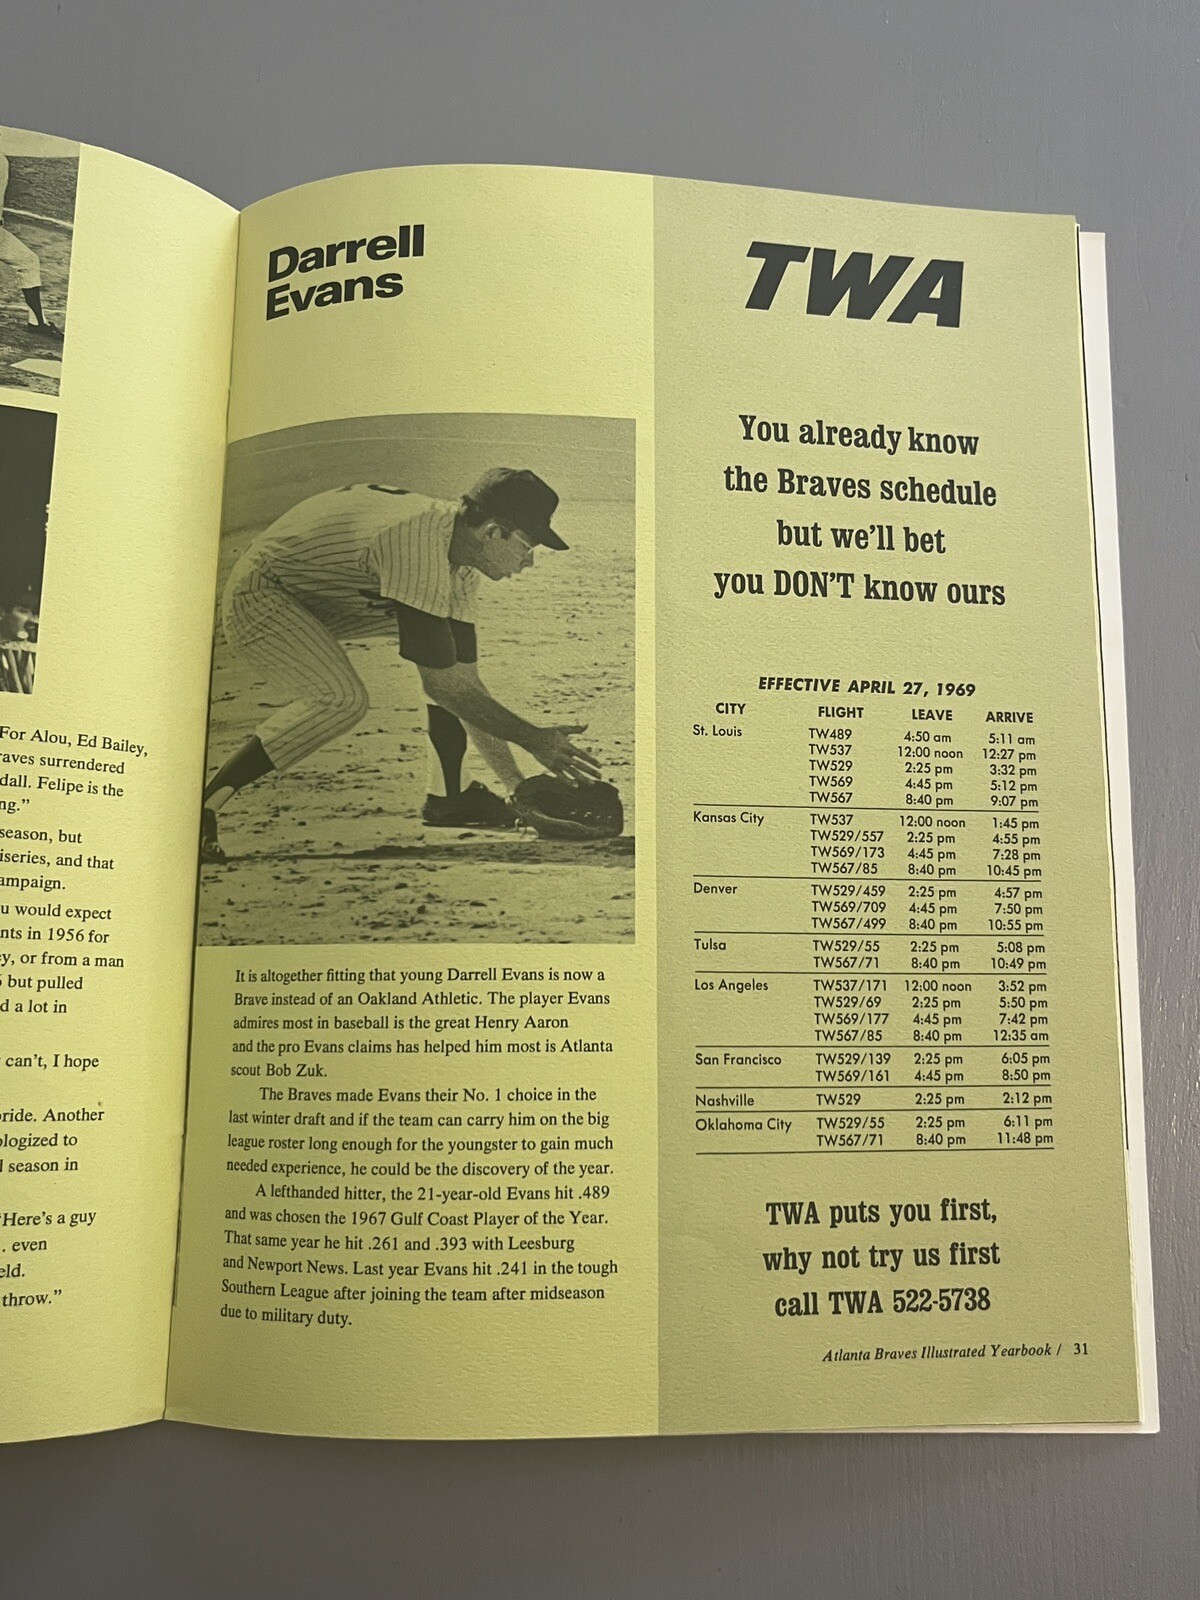 For Alou, Ed Bailey,
surrendered
Felipe is the
season, but
and that
would expect
in 1956 for
or from a man
but pulled
a lot in
can't, I hope
Another
to
season in
"Here's a guy
. . even
throw."
Darrell
Evans
It is altogether fitting that young Darrell Evans is now a
Brave instead of an Oakland Athletic. The player Evans
admires most in baseball is the great Henry Aaron
and the pro Evans claims has helped him most is Atlanta
scout Bob Zuk.
The Braves made Evans their No. 1 choice in the
last winter draft and if the team can carry him on the big
league roster long enough for the youngster to gain much
needed experience, he could be the discovery of the year.
A lefthanded hitter, the 21-year-old Evans hit .489
and was chosen the 1967 Gulf Coast Player of the Year.
That same year he hit .261 and .393 with Leesburg
and Newport News. Last year Evans hit .241 in the tough
Southern League after joining the team after midseason
due to military duty.
TWA
You already know
the Braves schedule
but we'll bet
you DON'T know ours
EFFECTIVE APRIL 27, 1969
CITY FLIGHT LEAVE ARRIVE
St. Louis TW489 4:50 am 5:11 am
TW537 12:00 noon 12:27 pm
TW529 2:25 pm 3:32 pm
TW569 4:45 pm 5:12 pm
TW567 8:40 pm 9:07 pm
Kansas City TW537 12:00 noon 1:45 pm
TW529/557 2:25 pm 4:55 pm
TW569/173 4:45 pm 7:28 pm
TW567/85 8:40 pm 10:45 pm
Denver TW529/459 2:25 pm 4:57 pm
TW569/709 4:45 pm 7:50 pm
TW567/499 8:40 pm 10:55 pm
Tulsa TW529/55 2:25 pm 5:08 pm
TW567/71 8:40 pm 10:49 pm
Los Angeles TW537/171 12:00 noon 3:52 pm
TW529/69 2:25 pm 5:50 pm
TW569/177 4:45 pm 7:42 pm
TW567/85 8:40 pm 12:35 am
San Francisco TW529/139 2:25 pm 6:05 pm
TW569/161 4:45 pm 8:50 pm
Nashville TW529 2:25 pm 2:12 pm
Oklahoma City TW529/55 2:25 pm 6:11 pm
TW567/71 8:40 pm 11:48 pm
TWA puts you first,
why not try us first
call TWA 522-5738
Atlanta Braves Illustrated Yearbook / 31